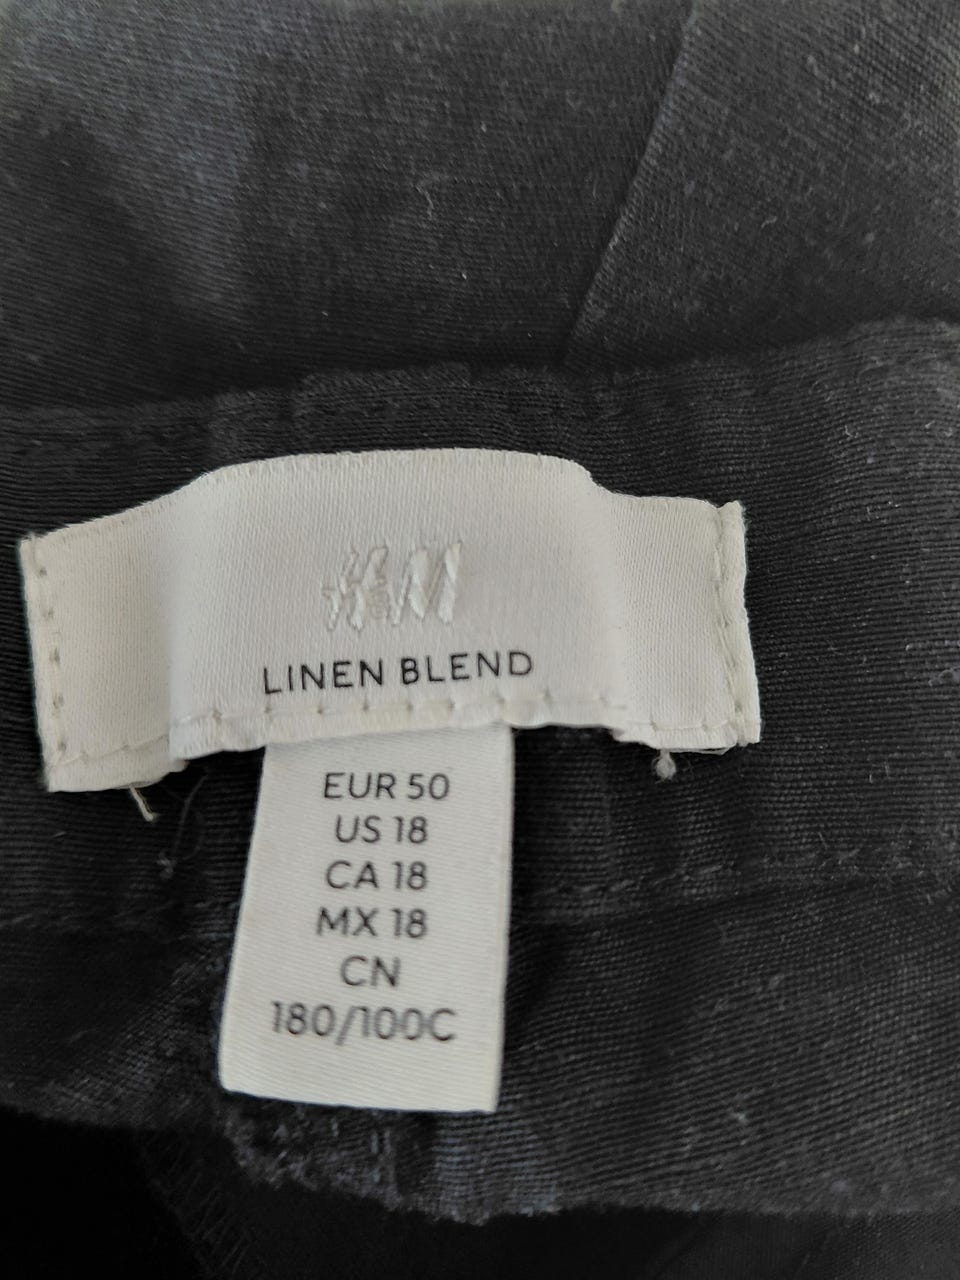 H&M
LINEN BLEND
EUR 50
US 18
CA 18
MX 18
CN
180/100C